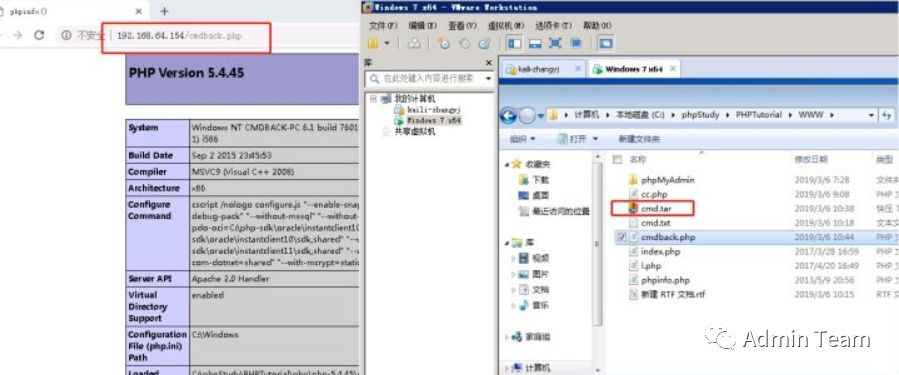 phpinfo()
Windows 7 x64 - VMware Workstation
不安全 192.168.64.154/cmdback.php
文件(F) 编辑(E) 查看(V) 虚拟机(M) 选项卡(T) 帮助(H)
库
在此处键入内容进行搜索
我的计算机
kaili-zhangyj
Windows 7 x64
共享虚拟机
kaili-zhangyj
Windows 7 x64
计算机 本地磁盘 (C:) phpStudy PHPTutorial WWW
组织 打开 新建文件夹
收藏夹
下载
桌面
最近访问的位置
库
视频
图片
文档
音乐
家庭组
计算机
名称 修改日期 类型
phpMyAdmin 2019/3/6 7:28 文件夹
cc.php 2019/3/6 9:08 PHP
cmd.tar 2019/3/6 10:38
cmd.txt 2019/3/6 10:18 文本文
cmdback.php 2019/3/6 10:44 PHP
index.php 2017/3/28 16:59 PHP
l.php 2017/4/20 16:49 PHP
phpinfo.php 2013/5/9 20:56 PHP
新建 RTF 文档.rtf 2019/3/6 10:15 RTF
PHP Version 5.4.45
System Windows NT CMDBACK-PC 6.1 build 7601
1) i586
Build Date Sep 2 2015 23:45:53
Compiler MSVC9 (Visual C++ 2008)
Architecture x86
Configure Command cscript /nologo configure.js "--enable-snap
debug-pack" "--without-mssql" "--without-
pdo-oci=C:\php-sdk\oracle\instantclient10
sdk\oracle\instantclient10\sdk,shared" "--w
sdk\oracle\instantclient11\sdk,shared" "--e
com-dotnet=shared" "--with-mcrypt=static
Server API Apache 2.0 Handler
Virtual Directory Support enabled
Configuration File (php.ini) Path C:\Windows
Loaded C:\phpStudy\PHPTutorial\php\php-5.4.45\
Admin Team